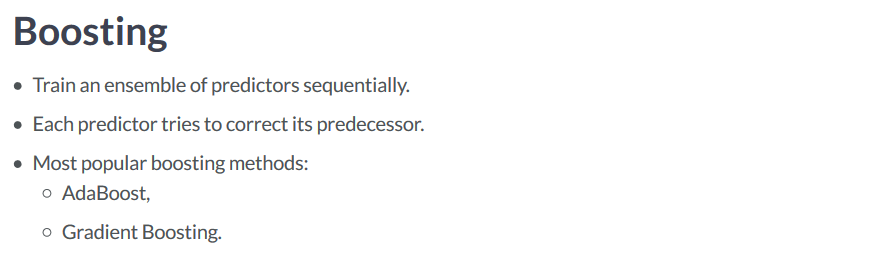 Boosting
• Train an ensemble of predictors sequentially.
• Each predictor tries to correct its predecessor.
• Most popular boosting methods:
○ AdaBoost,
○ Gradient Boosting.